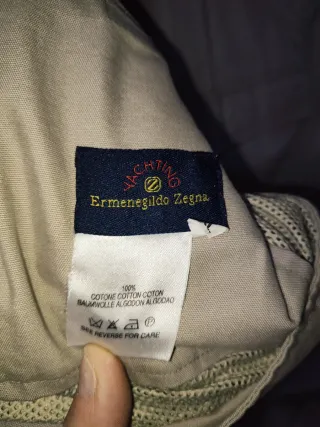 YACHTING
Z
Ermenegildo Zegna
100%
COTONE COTTON COTON
BAUMWOLLE ALGODON ALGODAO
SEE REVERSE FOR CARE